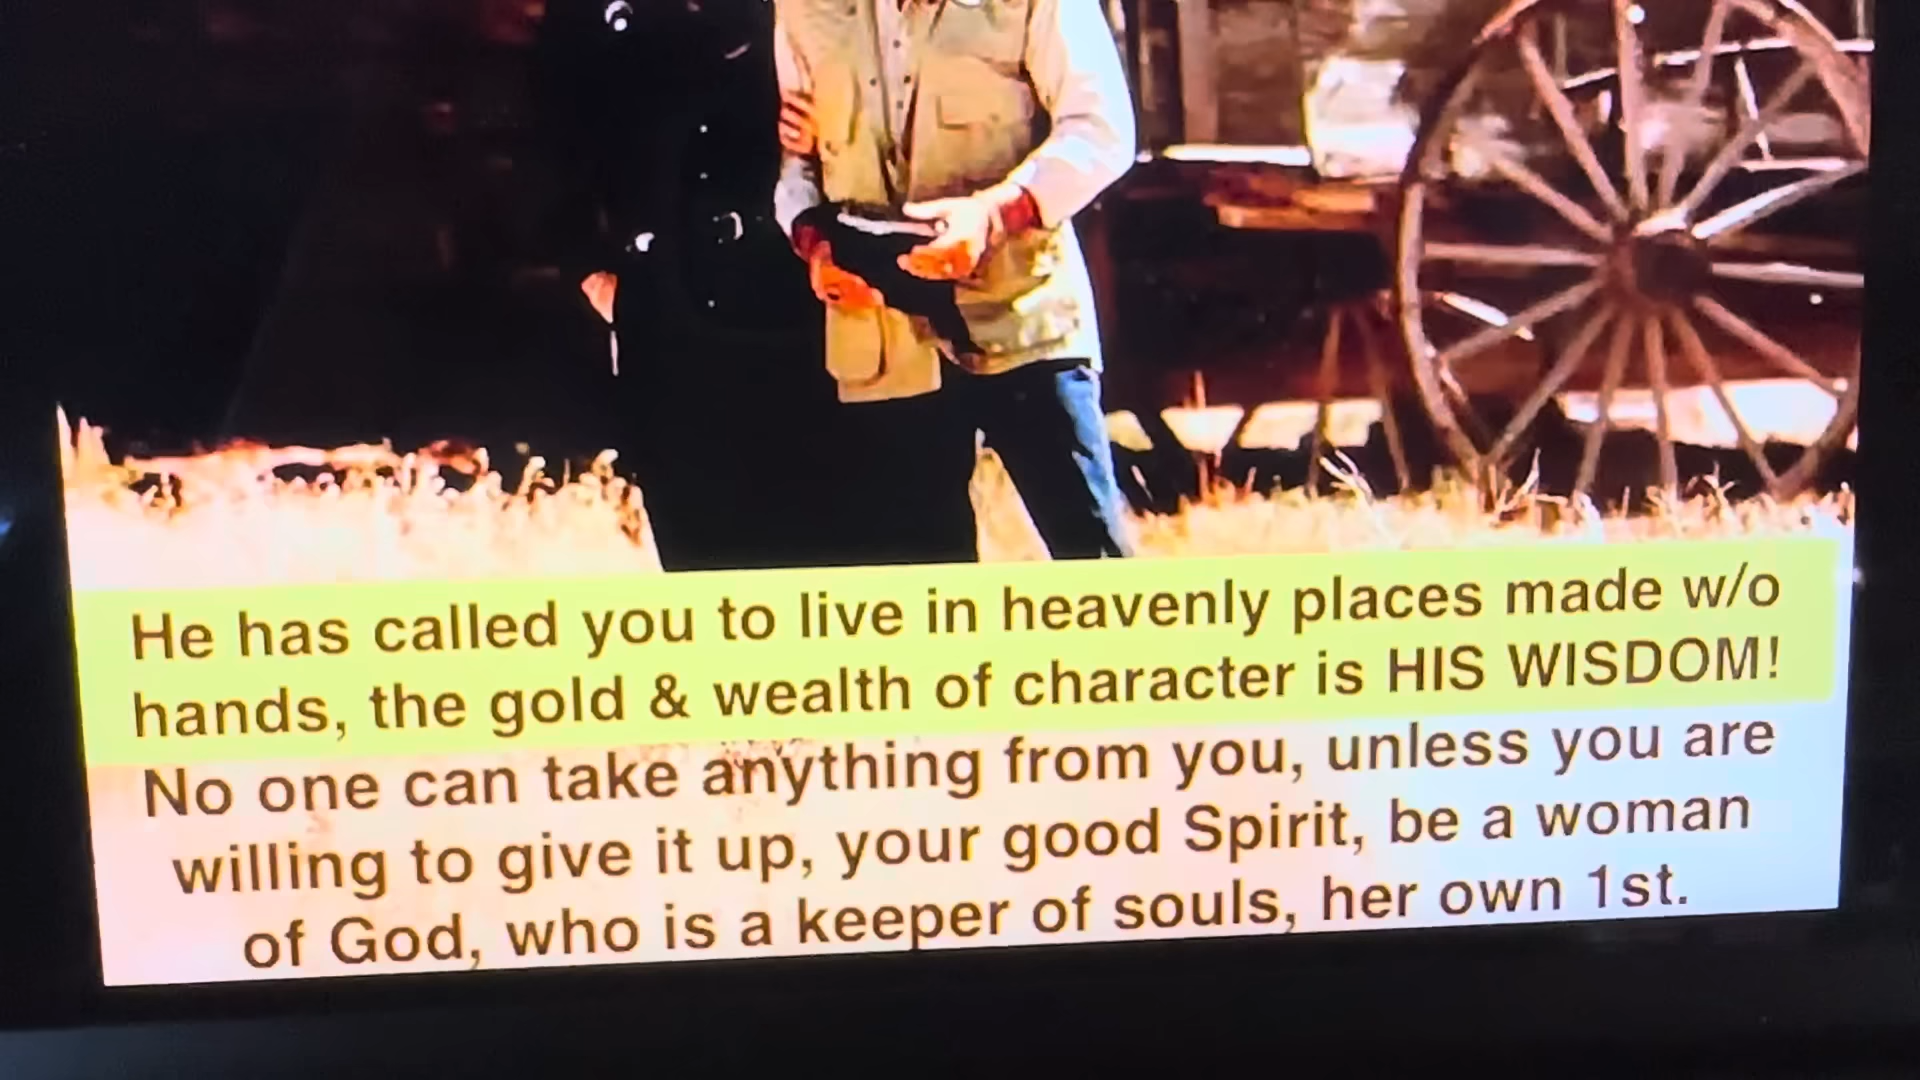 He has called you to live in heavenly places made w/o
hands, the gold & wealth of character is HIS WISDOM!
No one can take anything from you, unless you are
willing to give it up, your good Spirit, be a woman
of God, who is a keeper of souls, her own 1st.